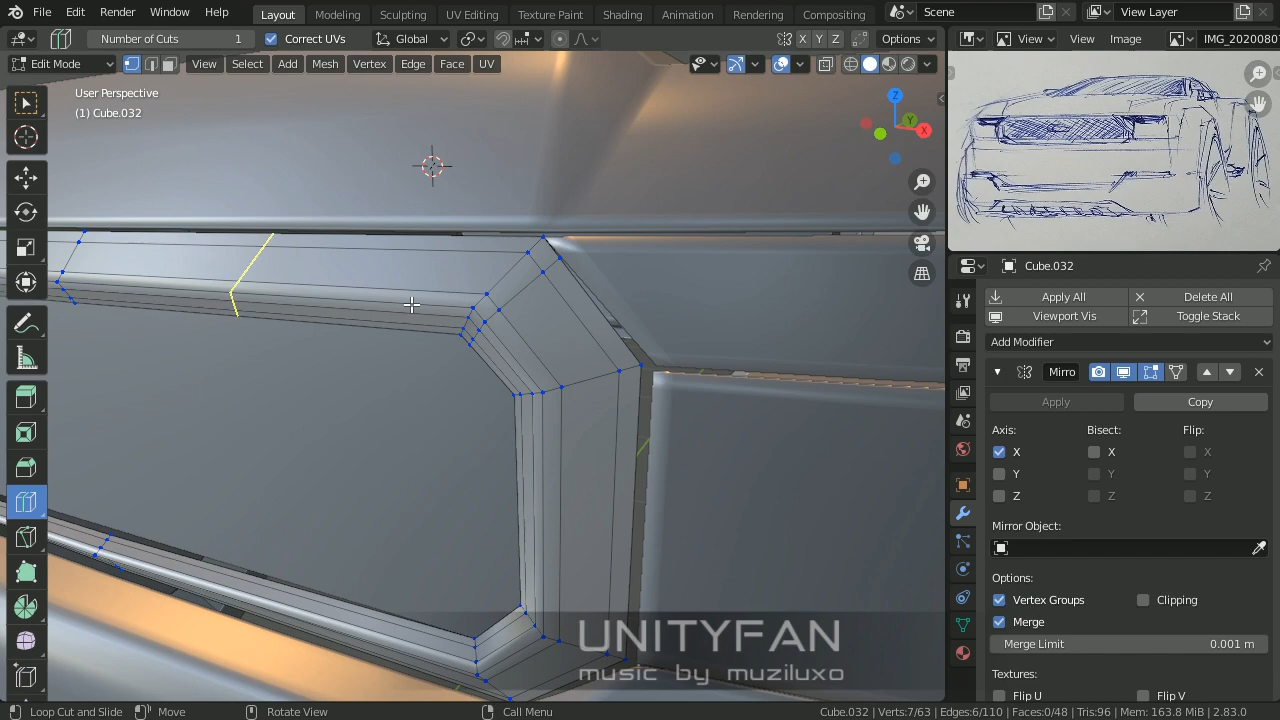 File Edit Render Window Help Layout Modeling Sculpting UV Editing Texture Paint Shading Animation Rendering Compositing Scene View Layer
Number of Cuts 1 Correct UVs Global X Y Z Options View View Image IMG_2020080
Edit Mode View Select Add Mesh Vertex Edge Face UV
User Perspective
(1) Cube.032
Z
Y
X
Cube.032
Apply All Delete All
Viewport Vis Toggle Stack
Add Modifier
Mirro
Apply Copy
Axis: Bisect: Flip:
X X X
Y Y Y
Z Z Z
Mirror Object:
Options:
Vertex Groups Clipping
Merge
Merge Limit 0.001 m
Textures:
Flip U Flip V
UNITYFAN
music by muziluxo
Loop Cut and Slide Move Rotate View Call Menu Cube.032 | Verts:7/63 | Edges:6/110 | Faces:0/48 | Tris:96 | Mem: 163.8 MiB | 2.83.0